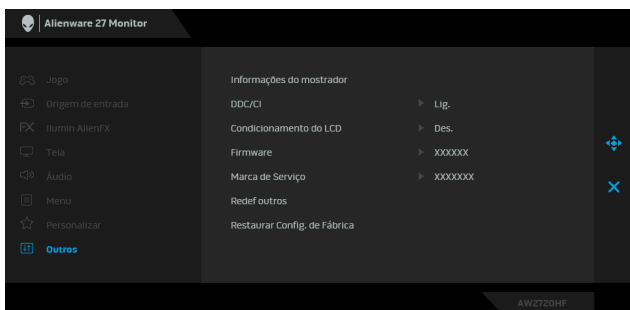 Alienware 27 Monitor
Jogo
Origem de entrada
Ilumin AlienFX
Tela
Áudio
Menu
Personalizar
Outros
Informações do mostrador
DDC/CI Lig.
Condicionamento do LCD Des.
Firmware XXXXXX
Marca de Serviço XXXXXXX
Redef outros
Restaurar Config. de Fábrica
AW2720HF